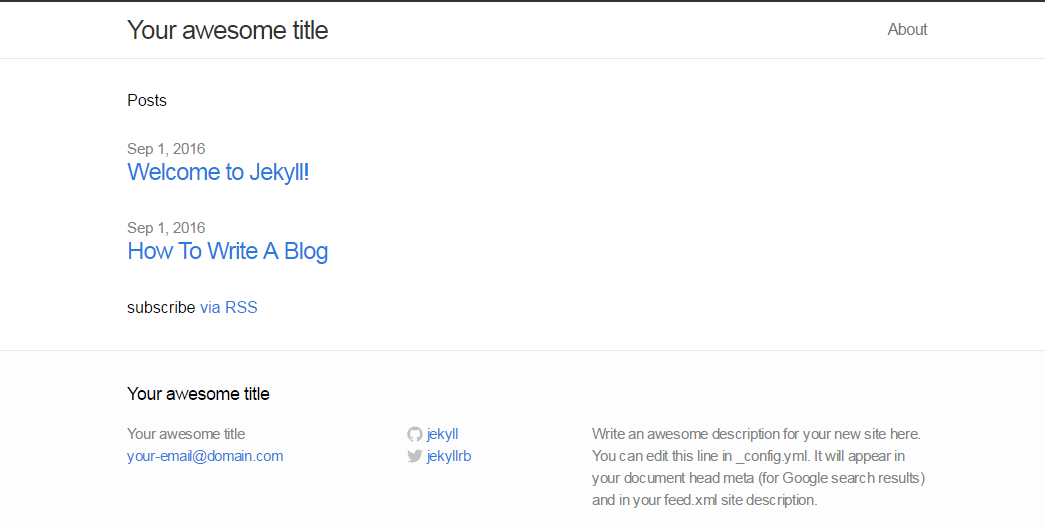 Your awesome title
About
Posts
Sep 1, 2016
Welcome to Jekyll!
Sep 1, 2016
How To Write A Blog
subscribe via RSS
Your awesome title
Your awesome title
your-email@domain.com
jekyll
jekyllrb
Write an awesome description for your new site here.
You can edit this line in _config.yml. It will appear in
your document head meta (for Google search results)
and in your feed.xml site description.